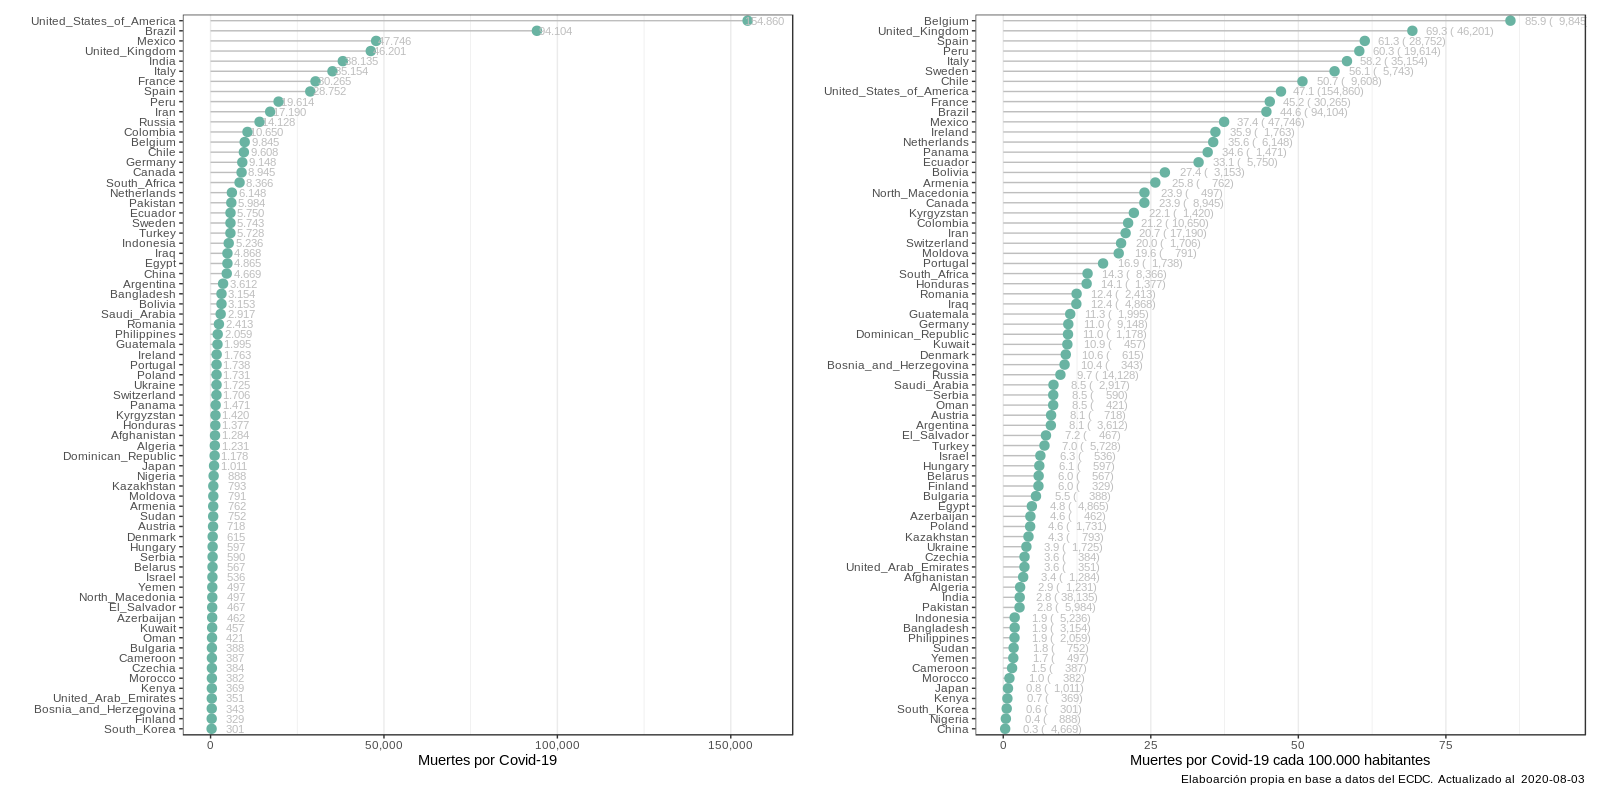 United_States_of_America 154.860
Brazil 94.104
Mexico 47.746
United_Kingdom 46.201
India 38.135
Italy 35.154
France 30.265
Spain 28.752
Peru 19.614
Iran 17.190
Russia 14.128
Colombia 10.650
Belgium 9.845
Chile 9.608
Germany 9.148
Canada 8.945
South_Africa 8.366
Netherlands 6.148
Pakistan 5.984
Ecuador 5.750
Sweden 5.743
Turkey 5.728
Indonesia 5.236
Iraq 4.868
Egypt 4.865
China 4.669
Argentina 3.612
Bangladesh 3.154
Bolivia 3.153
Saudi_Arabia 2.917
Romania 2.413
Philippines 2.059
Guatemala 1.995
Ireland 1.763
Portugal 1.738
Poland 1.731
Ukraine 1.725
Switzerland 1.706
Panama 1.471
Kyrgyzstan 1.420
Honduras 1.377
Afghanistan 1.284
Algeria 1.231
Dominican_Republic 1.178
Japan 1.011
Nigeria 888
Kazakhstan 793
Moldova 791
Armenia 762
Sudan 752
Austria 718
Denmark 615
Hungary 597
Serbia 590
Belarus 567
Israel 536
Yemen 497
North_Macedonia 497
El_Salvador 467
Azerbaijan 462
Kuwait 457
Oman 421
Bulgaria 388
Cameroon 387
Czechia 384
Morocco 382
Kenya 369
United_Arab_Emirates 351
Bosnia_and_Herzegovina 343
Finland 329
South_Korea 301
0 50,000 100,000 150,000
Muertes por Covid-19
Belgium 85.9 ( 9,845
United_Kingdom 69.3 ( 46,201)
Spain 61.3 ( 28,752)
Peru 60.3 ( 19,614)
Italy 58.2 ( 35,154)
Sweden 56.1 ( 5,743)
Chile 50.7 ( 9,608)
United_States_of_America 47.1 (154,860)
France 45.2 ( 30,265)
Brazil 44.6 ( 94,104)
Mexico 37.4 ( 47,746)
Ireland 35.9 ( 1,763)
Netherlands 35.6 ( 6,148)
Panama 34.6 ( 1,471)
Ecuador 33.1 ( 5,750)
Bolivia 27.4 ( 3,153)
Armenia 25.8 ( 762)
North_Macedonia 23.9 ( 497)
Canada 23.9 ( 8,945)
Kyrgyzstan 22.1 ( 1,420)
Colombia 21.2 ( 10,650)
Iran 20.7 ( 17,190)
Switzerland 20.0 ( 1,706)
Moldova 19.6 ( 791)
Portugal 16.9 ( 1,738)
South_Africa 14.3 ( 8,366)
Honduras 14.1 ( 1,377)
Romania 12.4 ( 2,413)
Iraq 12.4 ( 4,868)
Guatemala 11.3 ( 1,995)
Germany 11.0 ( 9,148)
Dominican_Republic 11.0 ( 1,178)
Kuwait 10.9 ( 457)
Denmark 10.6 ( 615)
Bosnia_and_Herzegovina 10.4 ( 343)
Russia 9.7 ( 14,128)
Saudi_Arabia 8.5 ( 2,917)
Serbia 8.5 ( 590)
Oman 8.5 ( 421)
Austria 8.1 ( 718)
Argentina 8.1 ( 3,612)
El_Salvador 7.2 ( 467)
Turkey 7.0 ( 5,728)
Israel 6.3 ( 536)
Hungary 6.1 ( 597)
Belarus 6.0 ( 567)
Finland 6.0 ( 329)
Bulgaria 5.5 ( 388)
Egypt 4.8 ( 4,865)
Azerbaijan 4.6 ( 462)
Poland 4.6 ( 1,731)
Kazakhstan 4.3 ( 793)
Ukraine 3.9 ( 1,725)
Czechia 3.6 ( 384)
United_Arab_Emirates 3.6 ( 351)
Afghanistan 3.4 ( 1,284)
Algeria 2.9 ( 1,231)
India 2.8 ( 38,135)
Pakistan 2.8 ( 5,984)
Indonesia 1.9 ( 5,236)
Bangladesh 1.9 ( 3,154)
Philippines 1.9 ( 2,059)
Sudan 1.8 ( 752)
Yemen 1.7 ( 497)
Cameroon 1.5 ( 387)
Morocco 1.0 ( 382)
Japan 0.8 ( 1,011)
Kenya 0.7 ( 369)
South_Korea 0.6 ( 301)
Nigeria 0.4 ( 888)
China 0.3 ( 4,669)
0 25 50 75
Muertes por Covid-19 cada 100.000 habitantes
Elaboarción propia en base a datos del ECDC. Actualizado al 2020-08-03